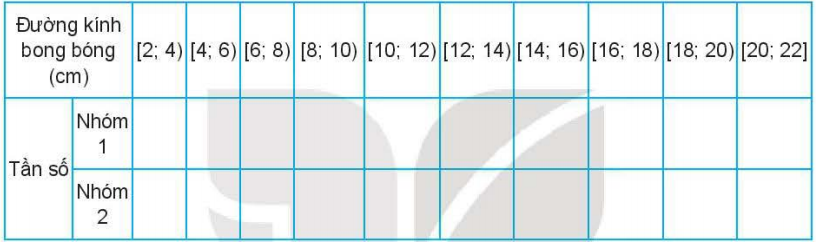 Đường kính
bong bóng
(cm)
[2; 4) [4; 6) [6; 8) [8; 10) [10; 12) [12; 14) [14; 16) [16; 18) [18; 20) [20; 22]
Tần số
Nhóm
1
Nhóm
2